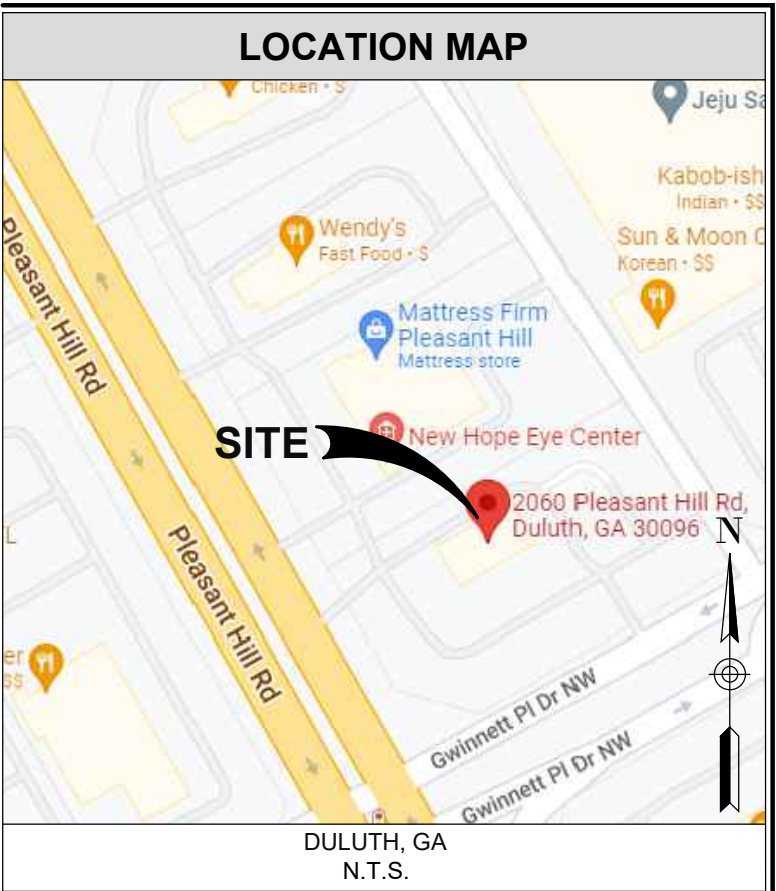 LOCATION MAP
Chicken • $
Jeju Sa
Kabob-ish
Indian • $$
Wendy's
Fast Food • $
Sun & Moon C
Korean • $$
Pleasant Hill Rd
Mattress Firm
Pleasant Hill
Mattress store
SITE
New Hope Eye Center
2060 Pleasant Hill Rd,
Duluth, GA 30096
N
L
Pleasant Hill Rd
er
$$
Gwinnett Pl Dr NW
Gwinnett Pl Dr NW
DULUTH, GA
N.T.S.